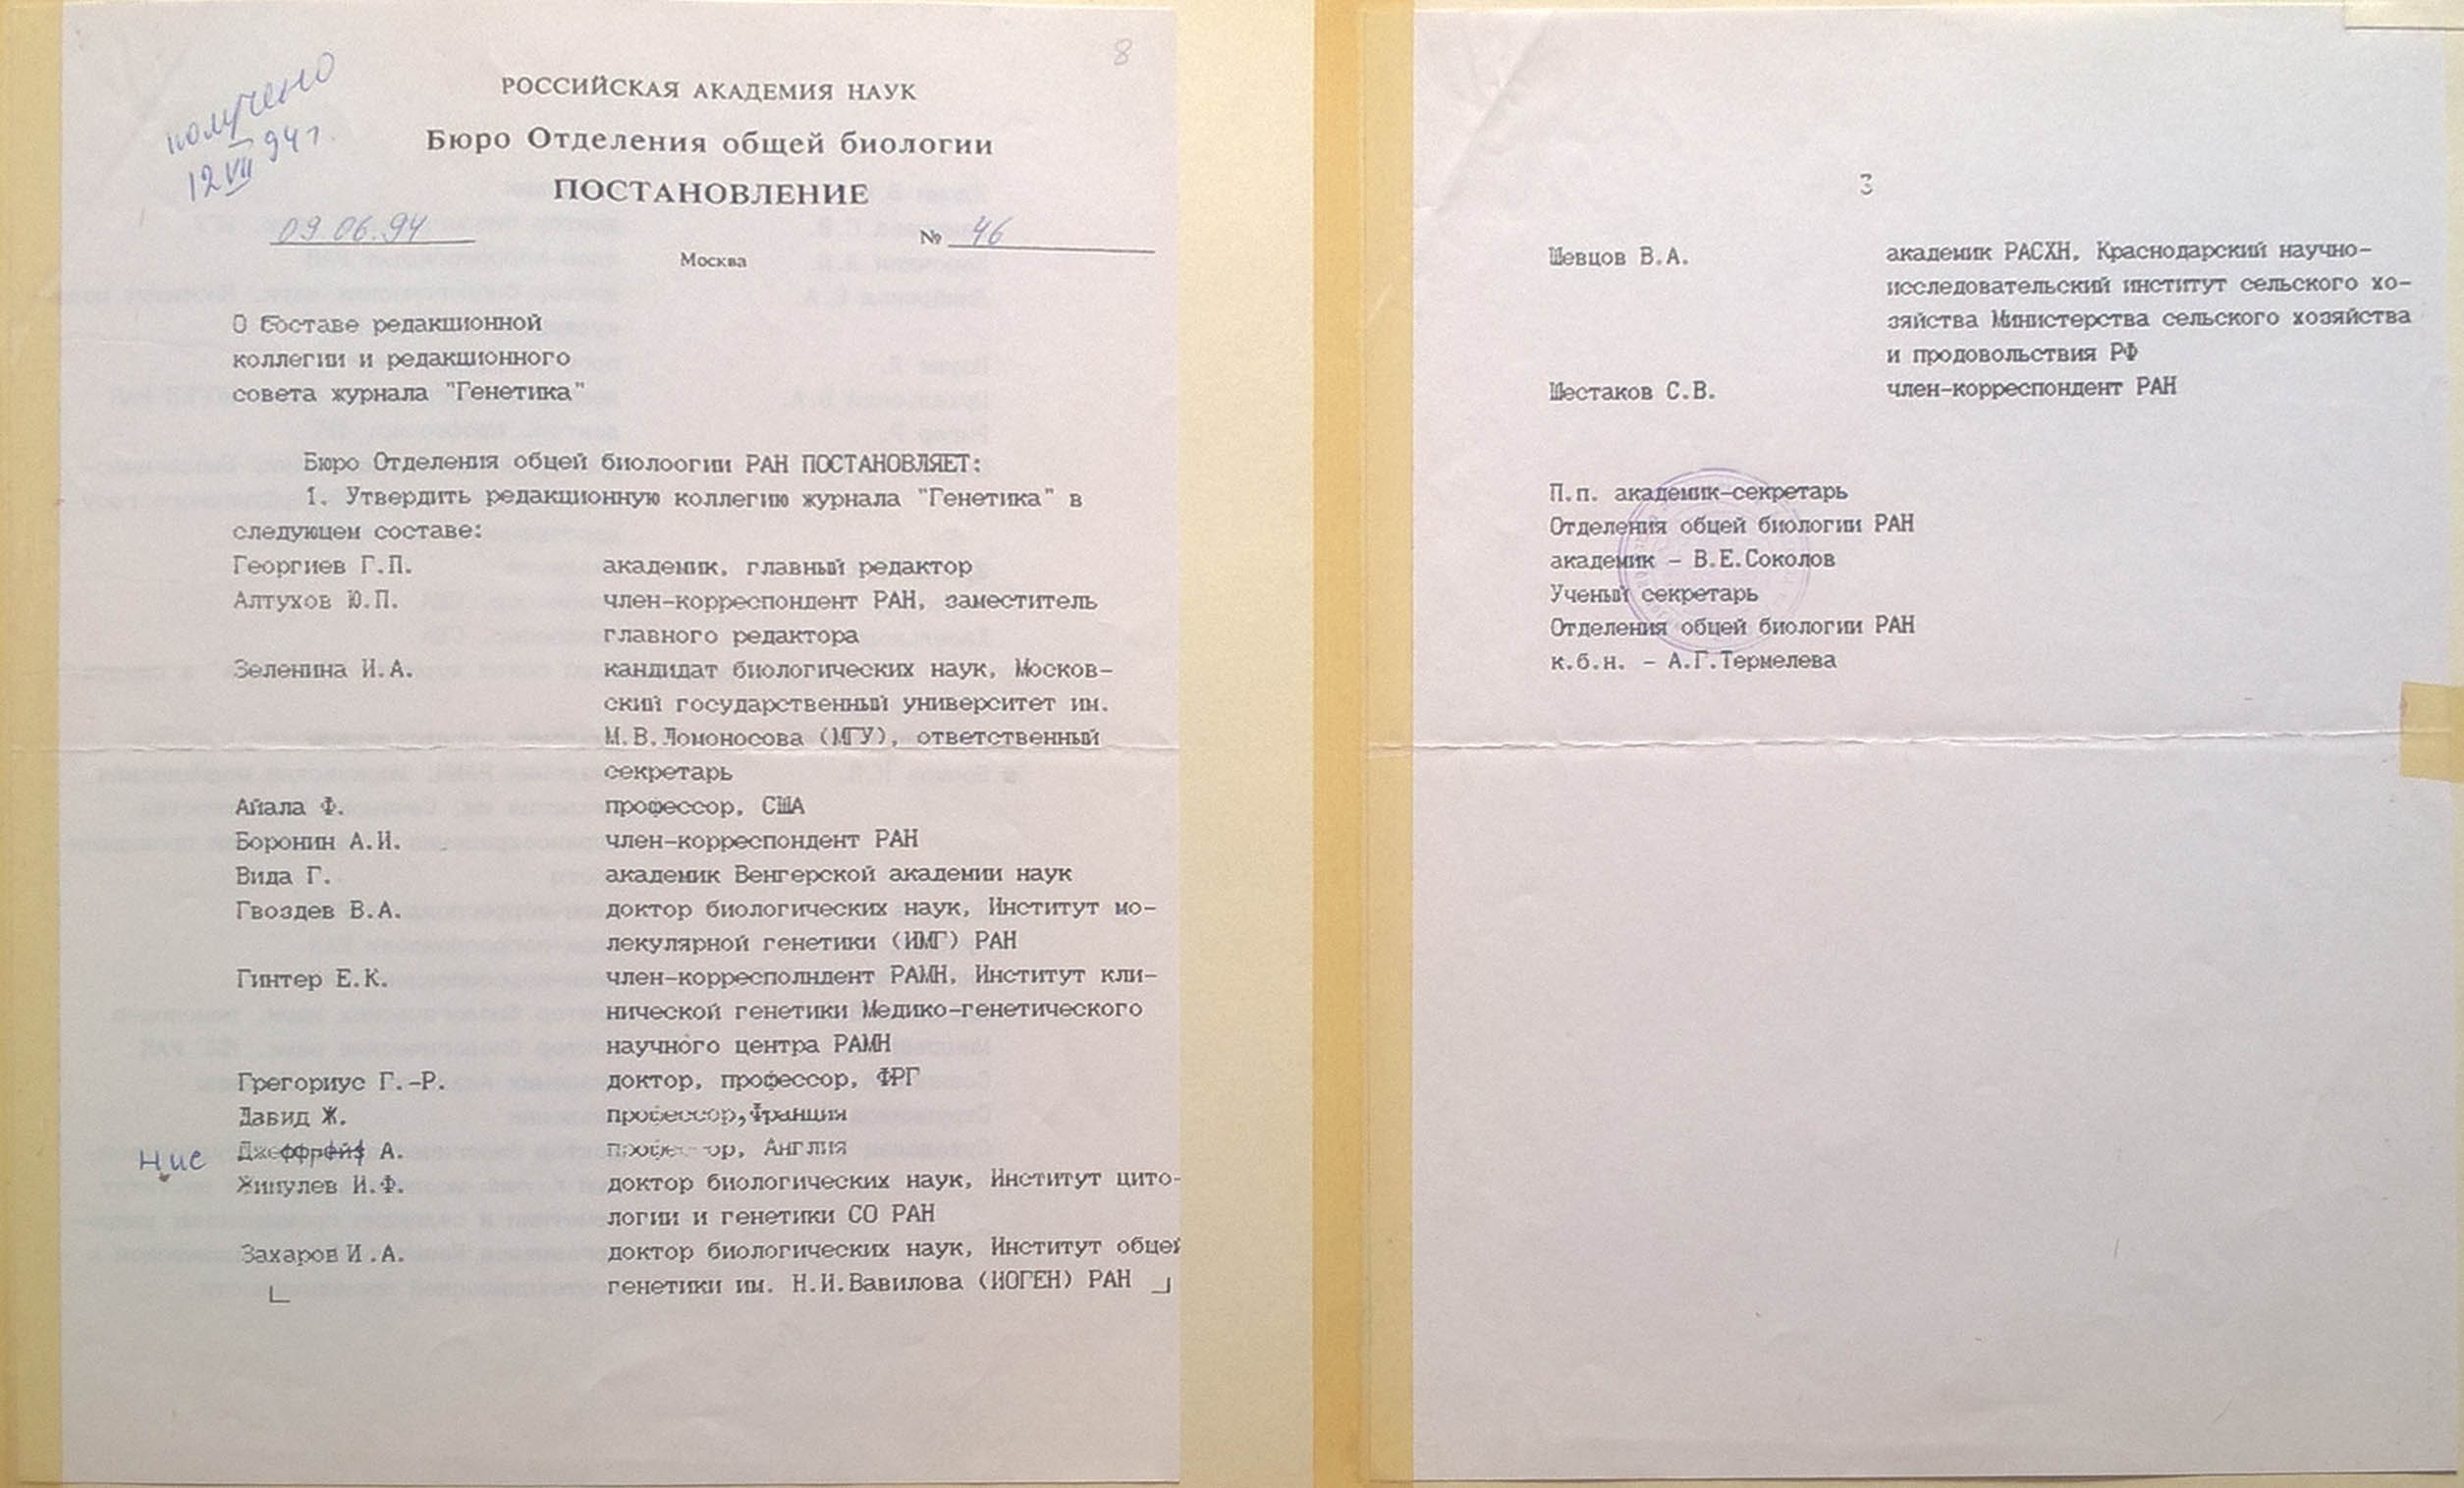 получено
12 VII 94 г.
8
РОССИЙСКАЯ АКАДЕМИЯ НАУК
Бюро Отделения общей биологии
ПОСТАНОВЛЕНИЕ
09.06.94 № 46
Москва
О составе редакционной
коллегии и редакционного
совета журнала "Генетика"
Бюро Отделения общей биолоогии РАН ПОСТАНОВЛЯЕТ:
1. Утвердить редакционную коллегию журнала "Генетика" в
следующем составе:
Георгиев Г.П. академик, главный редактор
Алтухов Ю.П. член-корреспондент РАН, заместитель
главного редактора
Зеленина И.А. кандидат биологических наук, Москов-
ский государственный университет им.
М.В.Ломоносова (МГУ), ответственный
секретарь
Айала Ф. профессор, США
Боронин А.И. член-корреспондент РАН
Вида Г. академик Венгерской академии наук
Гвоздев В.А. доктор биологических наук, Институт мо-
лекулярной генетики (ИМГ) РАН
Гинтер Е.К. член-корресполндент РАМН, Институт кли-
нической генетики Медико-генетического
научного центра РАМН
Грегориус Г.-Р. доктор, профессор, ФРГ
Давид Ж. профессор, Франция
нис Джеффрейз А. профессор, Англия
Жимулев И.Ф. доктор биологических наук, Институт цито-
логии и генетики СО РАН
Захаров И.А. доктор биологических наук, Институт общей
генетики им. Н.И.Вавилова (ИОГЕН) РАН
3
Шевцов В.А. академик РАСХН, Краснодарский научно-
исследовательский институт сельского хо-
зяйства Министерства сельского хозяйства
и продовольствия РФ
Шестаков С.В. член-корреспондент РАН
П.п. академик-секретарь
Отделения общей биологии РАН
академик - В.Е.Соколов
Ученый секретарь
Отделения общей биологии РАН
к.б.н. - А.Г.Термелева